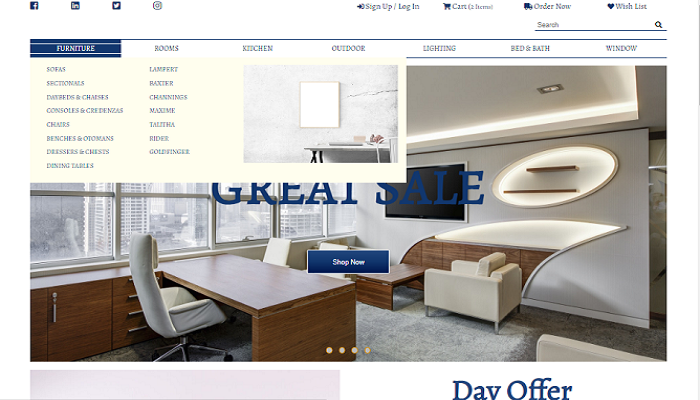 Sign Up / Log In
Cart (2 Items)
Order Now
Wish List
Search
FURNITURE
ROOMS
KITCHEN
OUTDOOR
LIGHTING
BED & BATH
WINDOW
SOFAS
SECTIONALS
DAYBEDS & CHAISES
CONSOLES & CREDENZAS
CHAIRS
BENCHES & OTOMANS
DRESSERS & CHESTS
DINING TABLES
LAMPERT
BAXTER
CHANNINGS
MAXIME
TALITHA
RIDER
GOLDFINGER
GREAT SALE
Shop Now
Day Offer